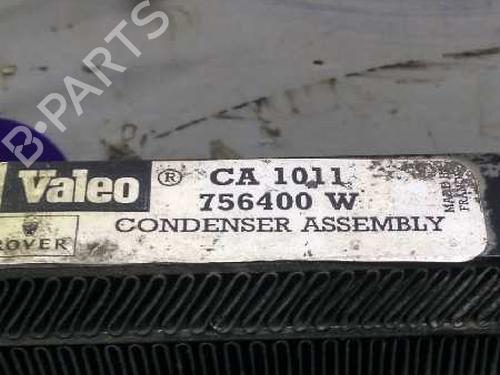 B-PARTS
Valeo ® CA 1011
756400 W
ROVER CONDENSER ASSEMBLY
MADE IN
FRANCE